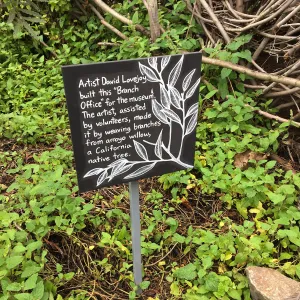 Artist David Lovejoy
built this "Branch
Office" for the museum.
The artist, assisted
by volunteers, made
it by weaving branches
from arroyo willow,
a California
native tree.